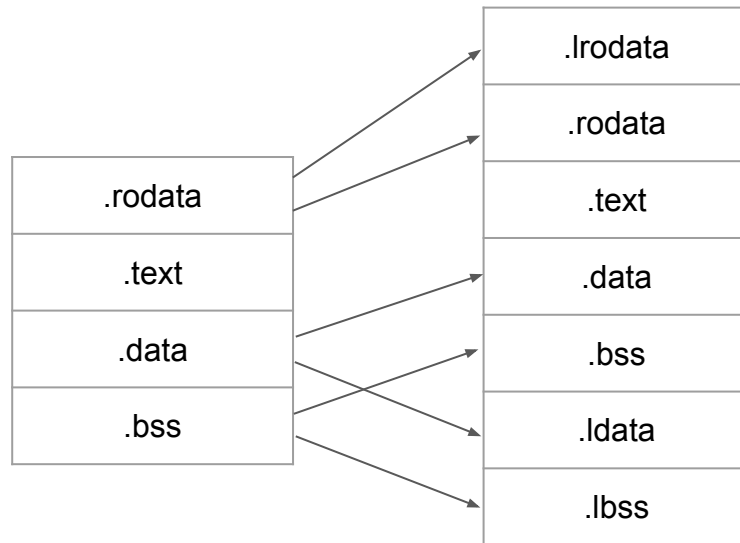 .rodata
.text
.data
.bss
.lrodata
.rodata
.text
.data
.bss
.ldata
.lbss